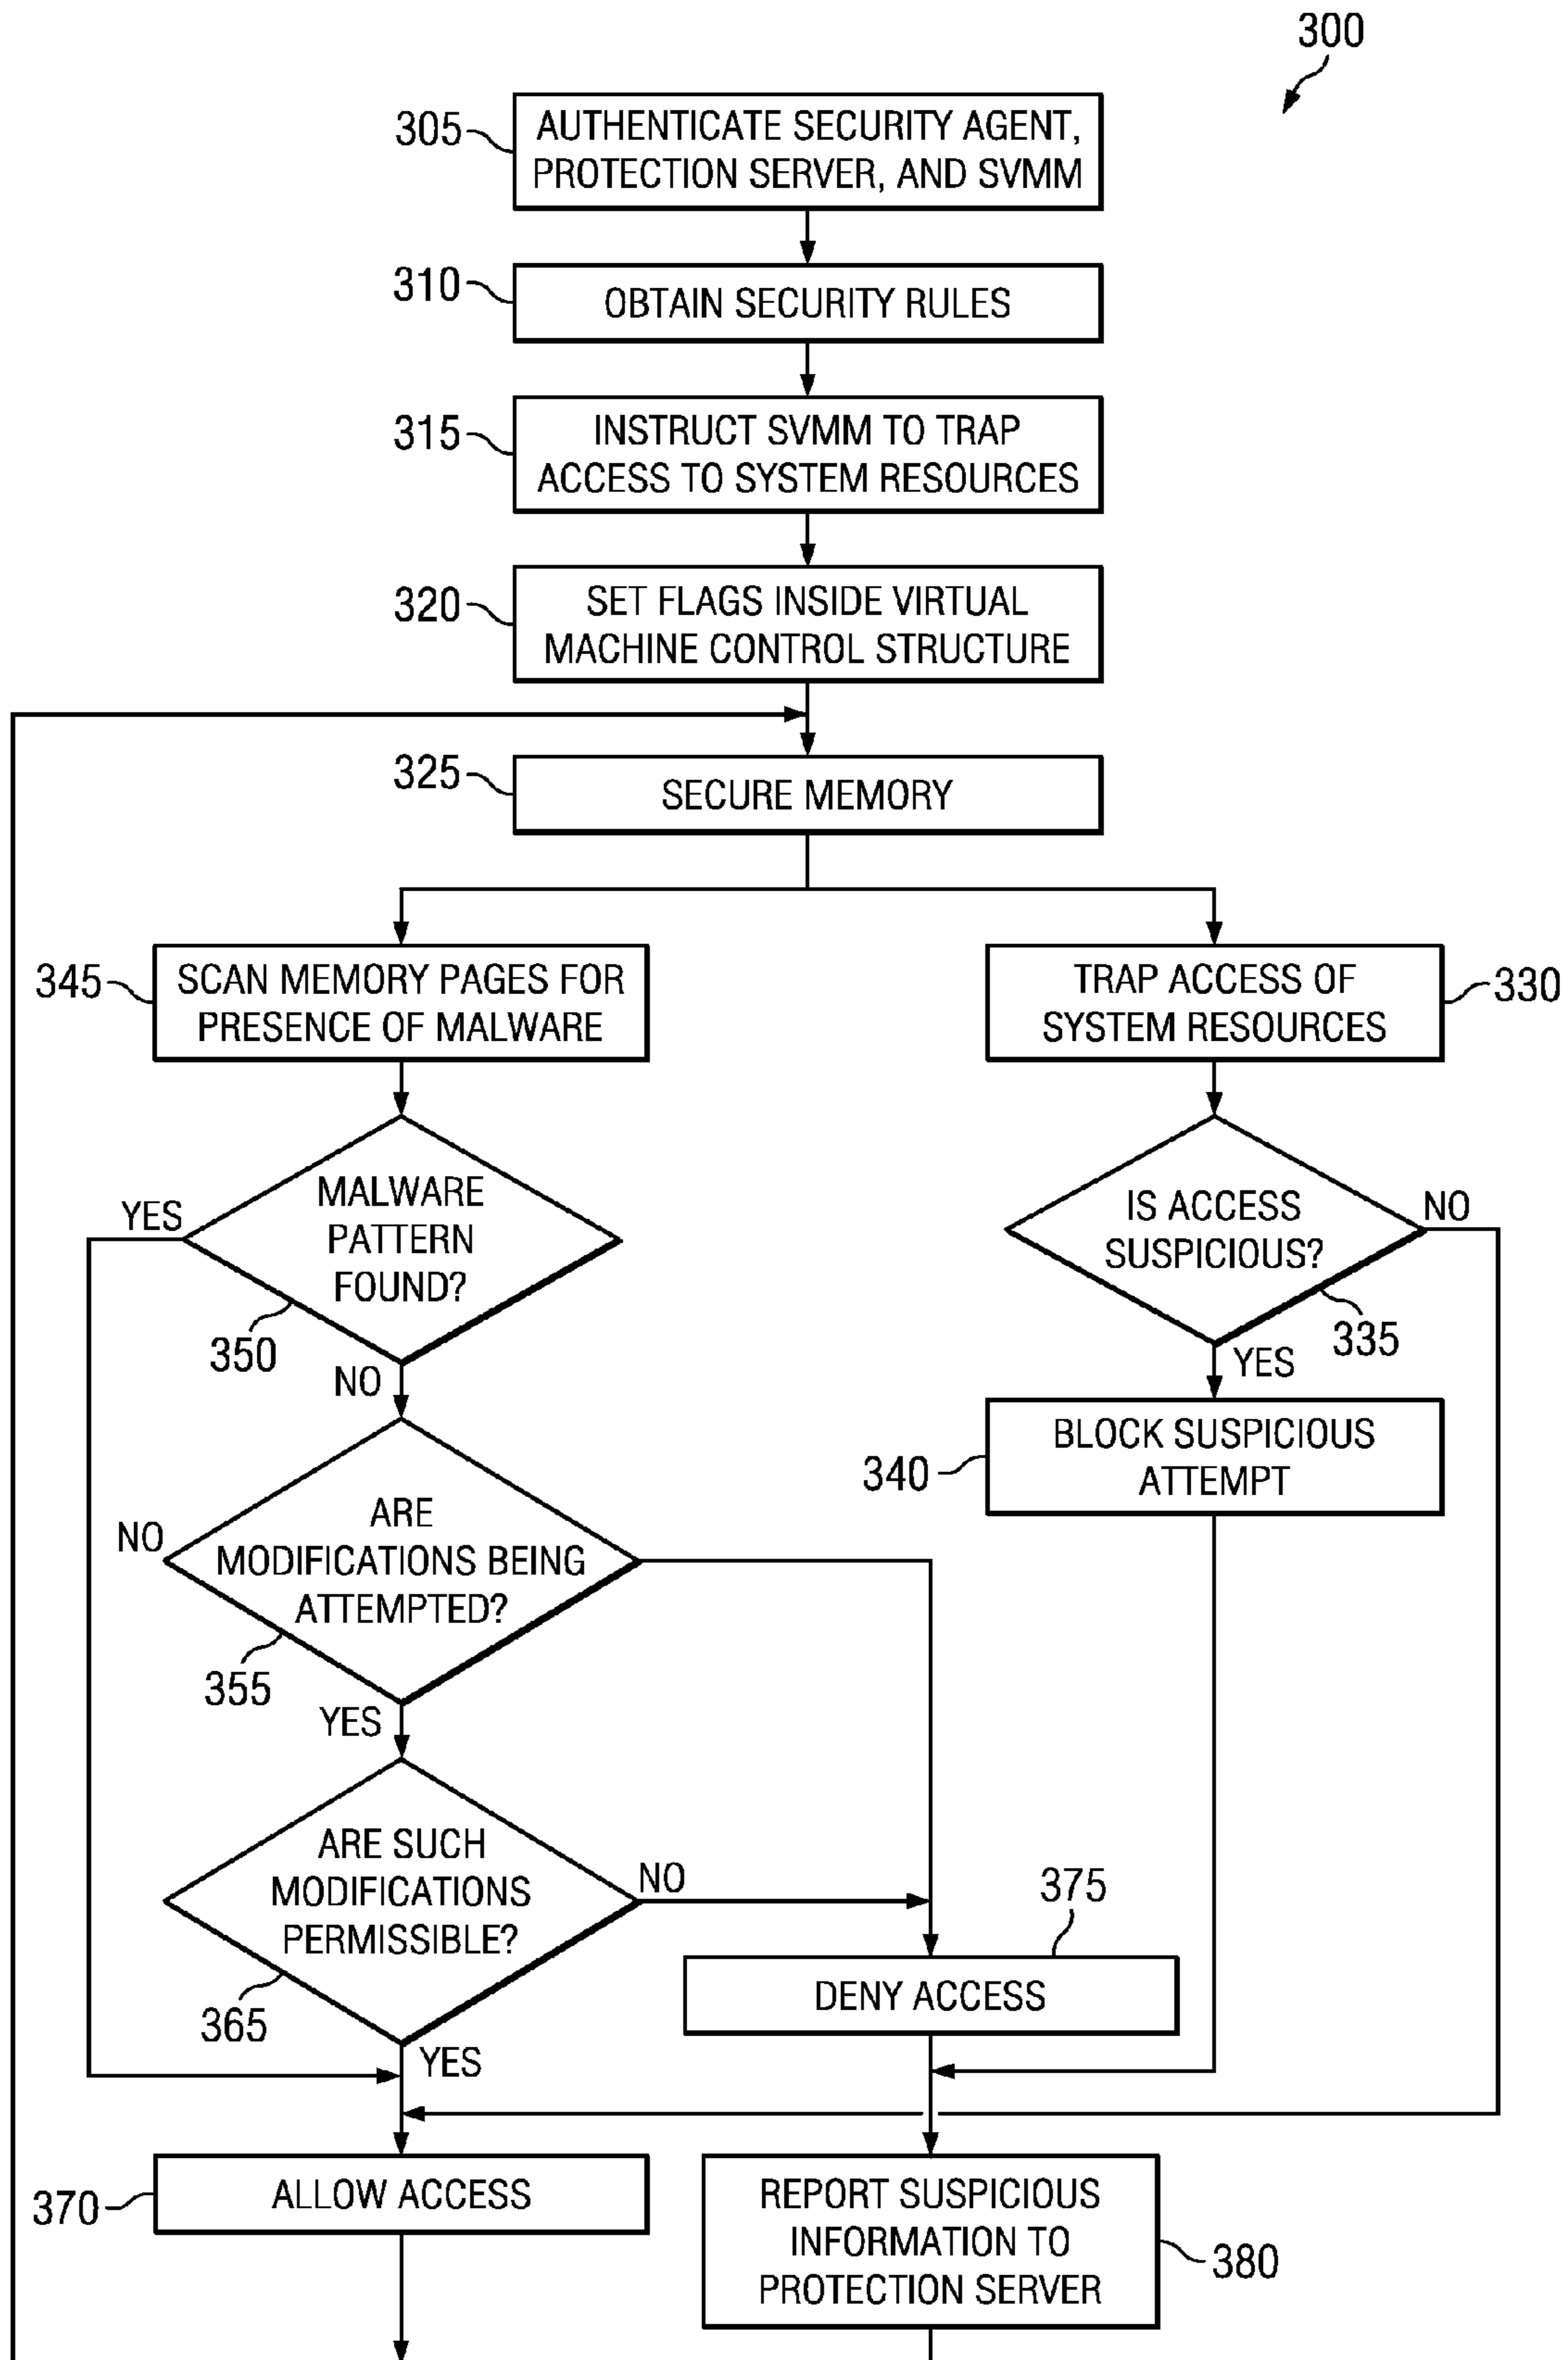 300
305
AUTHENTICATE SECURITY AGENT,
PROTECTION SERVER, AND SVMM
310
OBTAIN SECURITY RULES
315
INSTRUCT SVMM TO TRAP
ACCESS TO SYSTEM RESOURCES
320
SET FLAGS INSIDE VIRTUAL
MACHINE CONTROL STRUCTURE
325
SECURE MEMORY
345
SCAN MEMORY PAGES FOR
PRESENCE OF MALWARE
TRAP ACCESS OF
SYSTEM RESOURCES
330
YES
MALWARE
PATTERN
FOUND?
350
NO
IS ACCESS
SUSPICIOUS?
NO
335
YES
340
BLOCK SUSPICIOUS
ATTEMPT
NO
ARE
MODIFICATIONS BEING
ATTEMPTED?
355
YES
ARE SUCH
MODIFICATIONS
PERMISSIBLE?
NO
365
YES
375
DENY ACCESS
370
ALLOW ACCESS
REPORT SUSPICIOUS
INFORMATION TO
PROTECTION SERVER
380